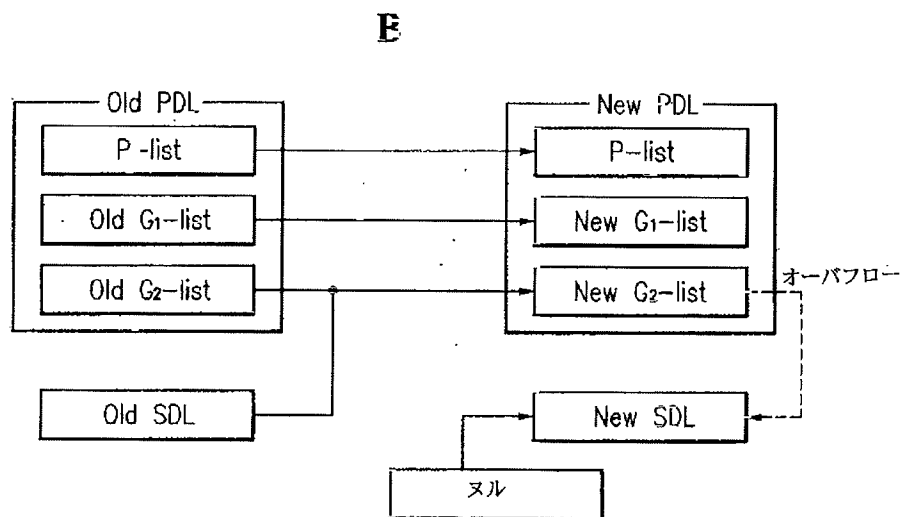 B
Old PDL
New PDL
P-list
P-list
Old G1-list
New G1-list
Old G2-list
New G2-list
オーバフロー
Old SDL
New SDL
ヌル